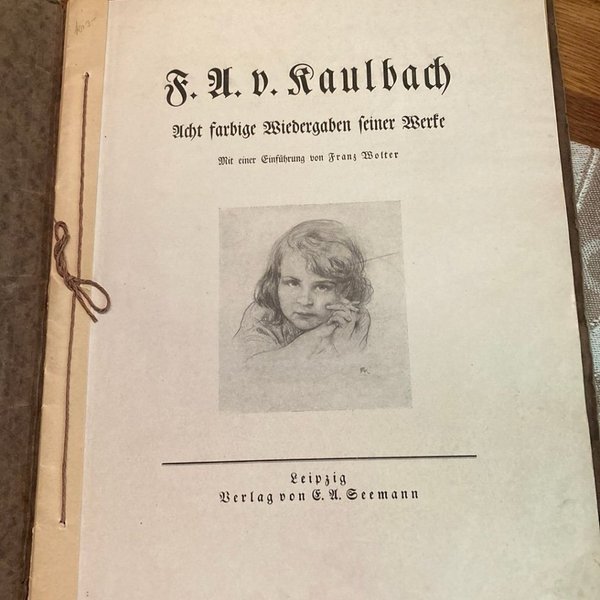 F. A. v. Kaulbach
Acht farbige Wiedergaben seiner Werke
Mit einer Einführung von Franz Wolter
Leipzig
Verlag von E. A. Seemann